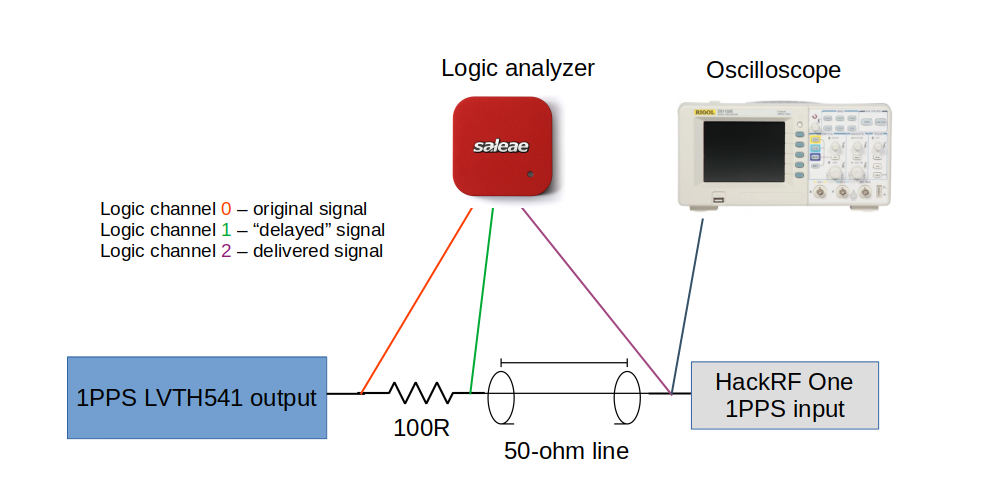 Logic analyzer
Oscilloscope
saleae
RIGOL
Logic channel 0 – original signal
Logic channel 1 – “delayed” signal
Logic channel 2 – delivered signal
1PPS LVTH541 output
100R
50-ohm line
HackRF One
1PPS input